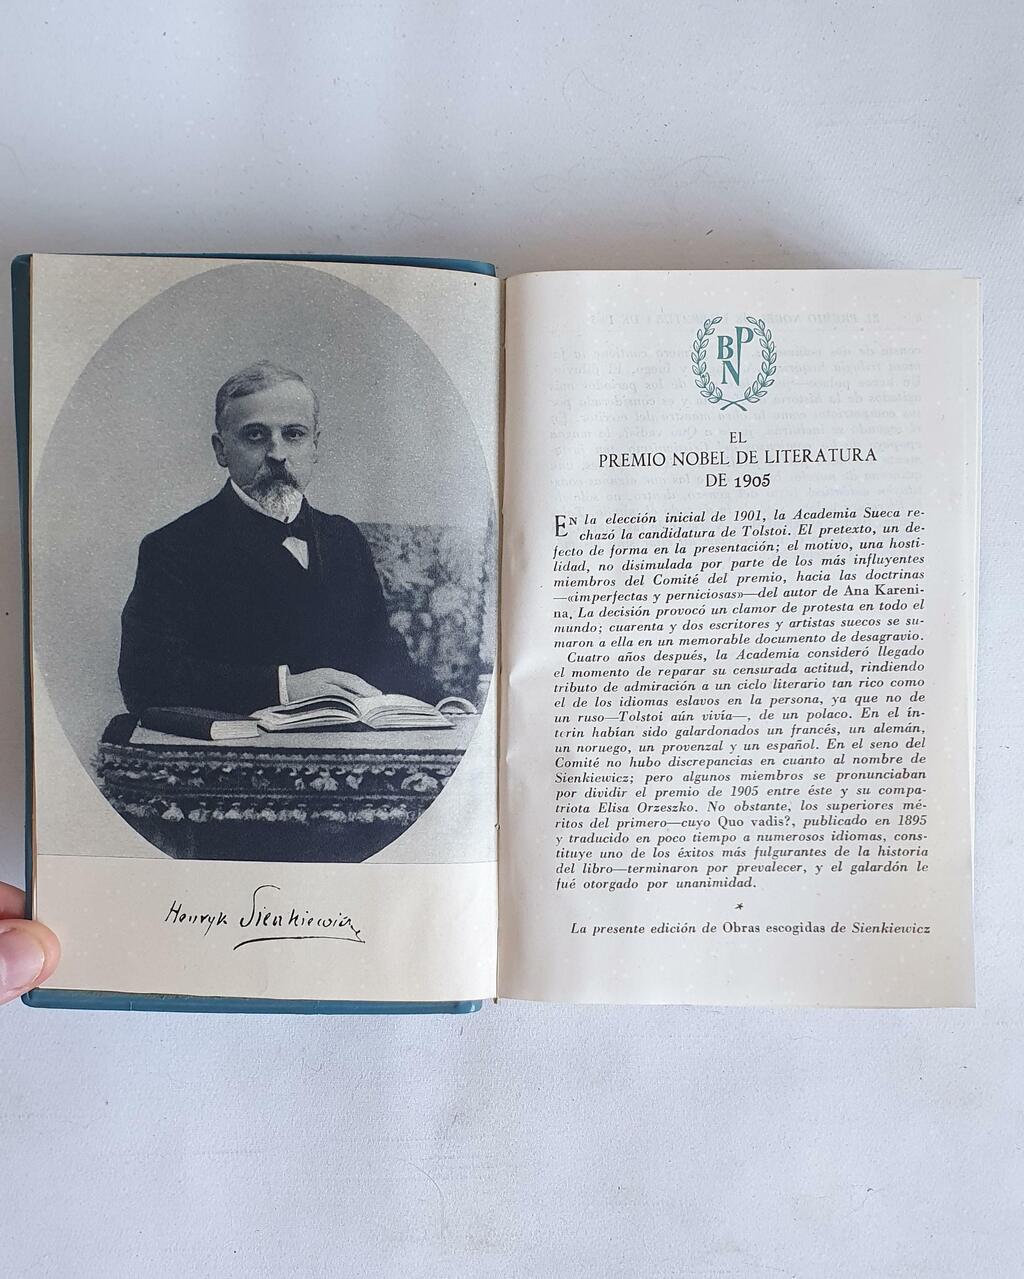 Henryk Sienkiewicz
BPN
EL
PREMIO NOBEL DE LITERATURA
DE 1905
EN la elección inicial de 1901, la Academia Sueca re-
chazó la candidatura de Tolstoi. El pretexto, un de-
fecto de forma en la presentación; el motivo, una hosti-
lidad, no disimulada por parte de los más influyentes
miembros del Comité del premio, hacia las doctrinas
—«imperfectas y perniciosas»—del autor de Ana Kareni-
na. La decisión provocó un clamor de protesta en todo el
mundo; cuarenta y dos escritores y artistas suecos se su-
maron a ella en un memorable documento de desagravio.
Cuatro años después, la Academia consideró llegado
el momento de reparar su censurada actitud, rindiendo
tributo de admiración a un ciclo literario tan rico como
el de los idiomas eslavos en la persona, ya que no de
un ruso—Tolstoi aún vivía—, de un polaco. En el ín-
terin habían sido galardonados un francés, un alemán,
un noruego, un provenzal y un español. En el seno del
Comité no hubo discrepancias en cuanto al nombre de
Sienkiewicz; pero algunos miembros se pronunciaban
por dividir el premio de 1905 entre éste y su compa-
triota Elisa Orzeszko. No obstante, los superiores mé-
ritos del primero—cuyo Quo vadis?, publicado en 1895
y traducido en poco tiempo a numerosos idiomas, cons-
tituye uno de los éxitos más fulgurantes de la historia
del libro—terminaron por prevalecer, y el galardón le
fué otorgado por unanimidad.
*
La presente edición de Obras escogidas de Sienkiewicz